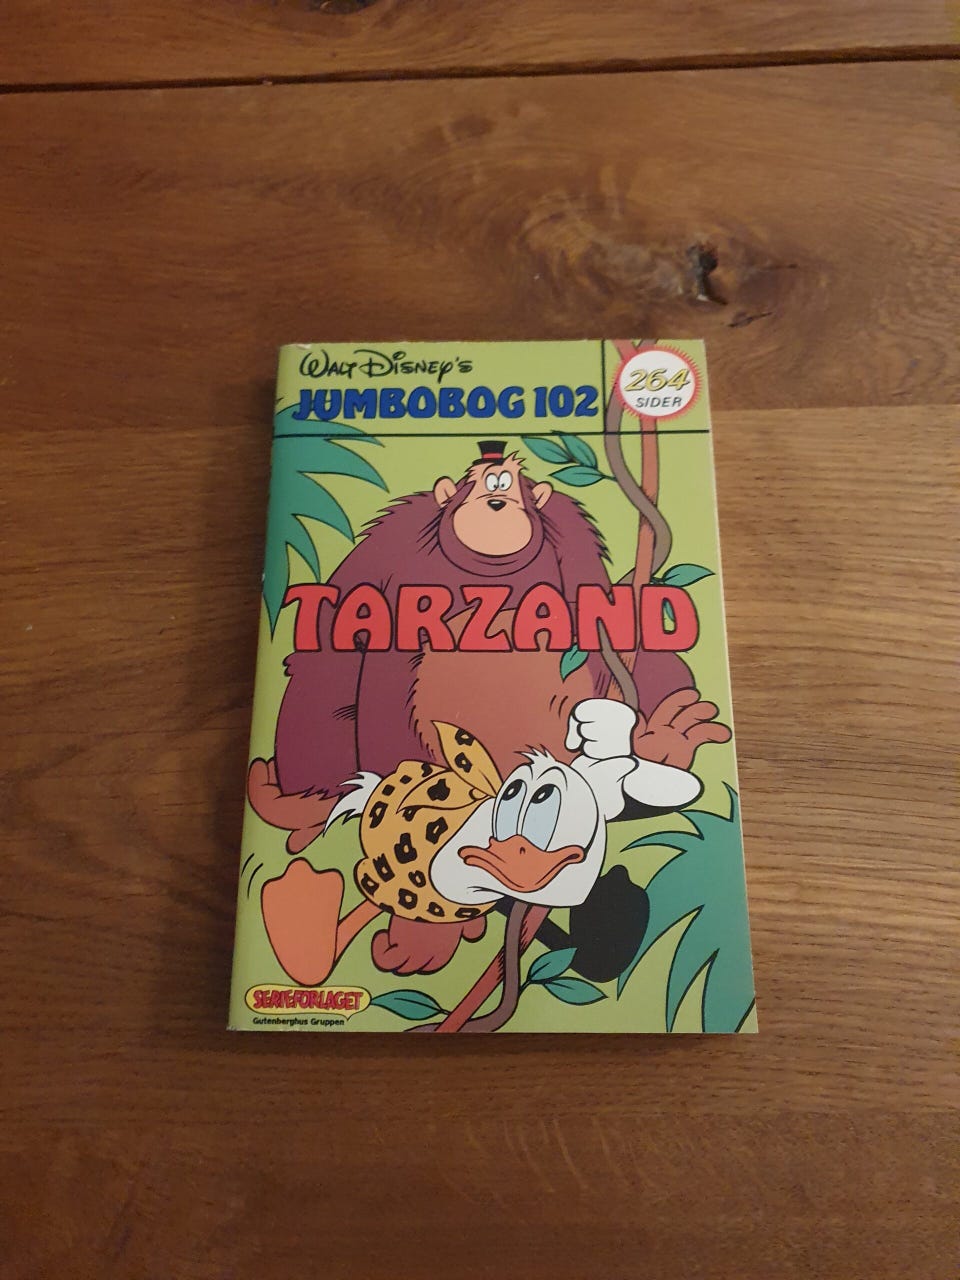 WALT DISNEY'S
JUMBOBOG 102
264
SIDER
TARZAND
SERIEFORLAGET
Gutenberghus Gruppen